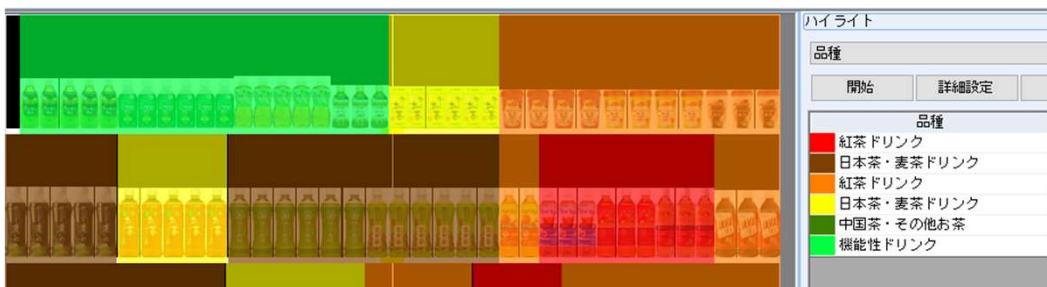 ハイライト
品種
開始
詳細設定
品種
紅茶ドリンク
日本茶・麦茶ドリンク
紅茶ドリンク
日本茶・麦茶ドリンク
中国茶・その他お茶
機能性ドリンク